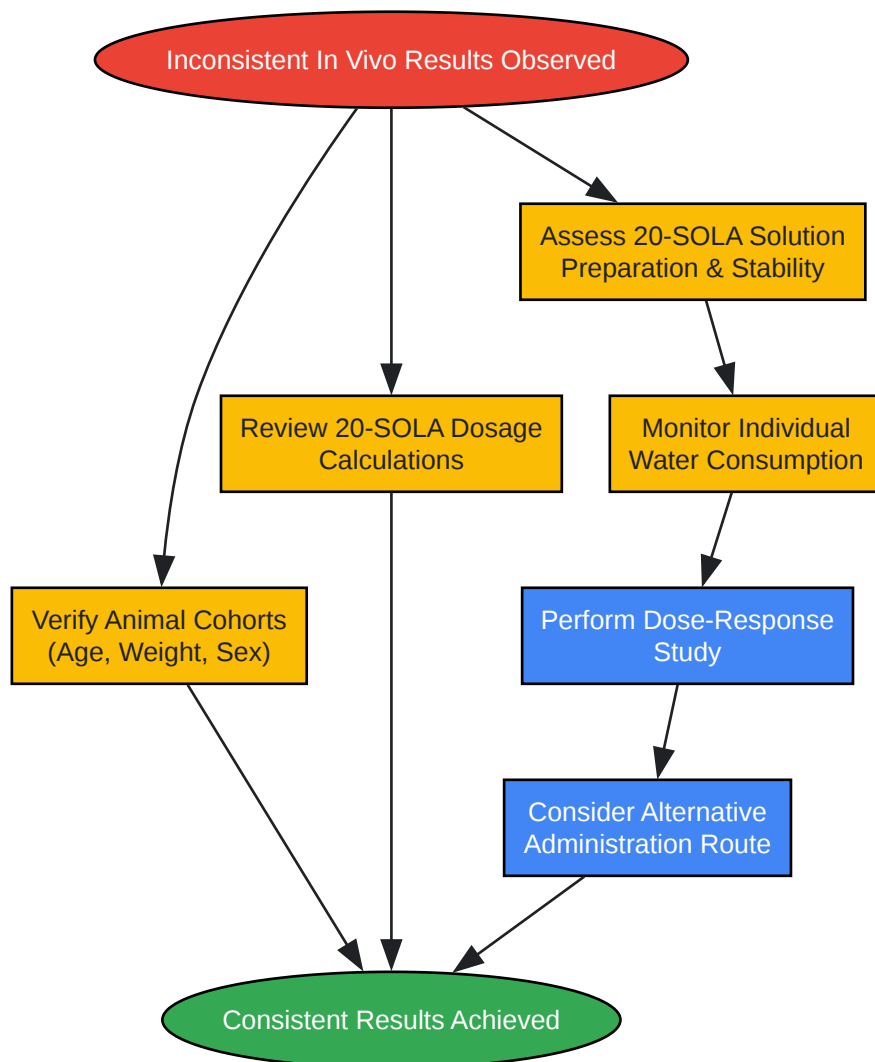 Inconsistent In Vivo Results Observed
Assess 20-SOLA Solution
Preparation & Stability
Review 20-SOLA Dosage
Calculations
Monitor Individual
Water Consumption
Verify Animal Cohorts
(Age, Weight, Sex)
Perform Dose-Response
Study
Consider Alternative
Administration Route
Consistent Results Achieved